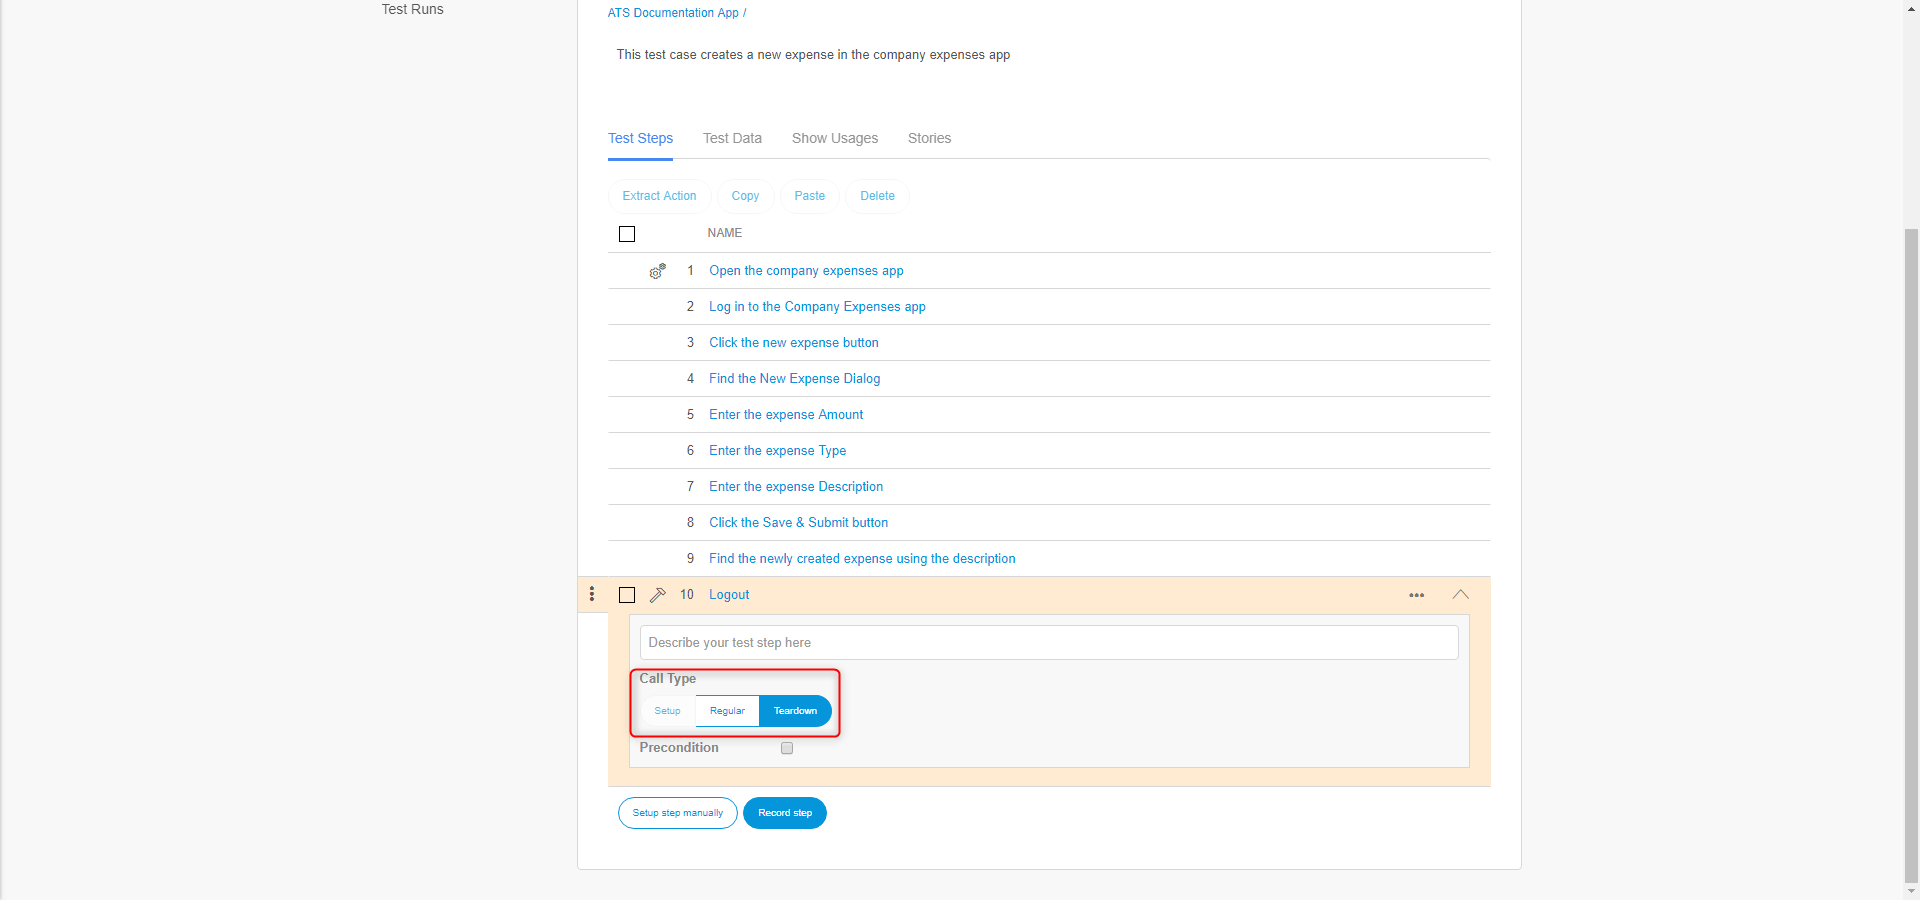 Test Runs
ATS Documentation App /
This test case creates a new expense in the company expenses app
Test Steps Test Data Show Usages Stories
Extract Action Copy Paste Delete
NAME
1 Open the company expenses app
2 Log in to the Company Expenses app
3 Click the new expense button
4 Find the New Expense Dialog
5 Enter the expense Amount
6 Enter the expense Type
7 Enter the expense Description
8 Click the Save & Submit button
9 Find the newly created expense using the description
10 Logout
Describe your test step here
Call Type
Setup Regular Teardown
Precondition
Setup step manually Record step